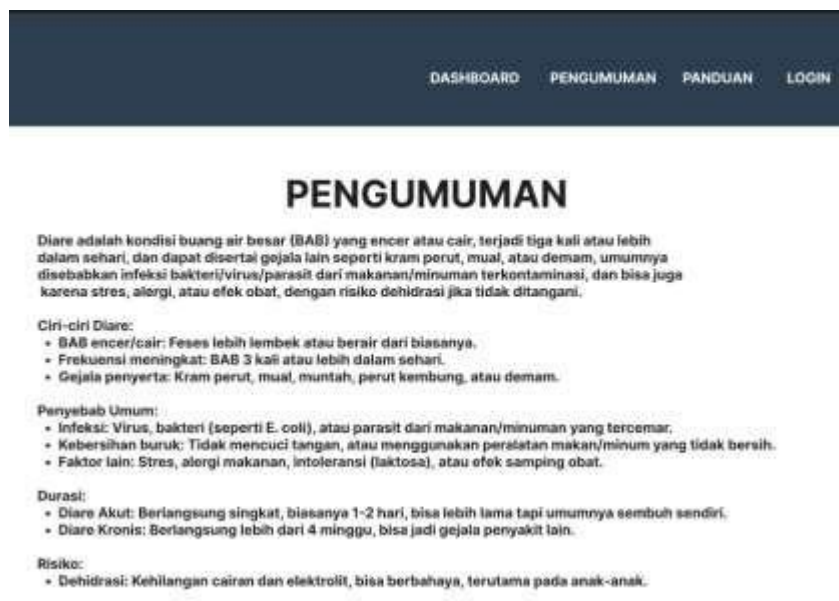 DASHBOARD PENGUMUMAN PANDUAN LOGIN
PENGUMUMAN
Diare adalah kondisi buang air besar (BAB) yang encer atau cair, terjadi tiga kali atau lebih
dalam sehari, dan dapat disertai gejala lain seperti kram perut, mual, atau demam, umumnya
disebabkan infeksi bakteri/virus/parasit dari makanan/minuman terkontaminasi, dan bisa juga
karena stres, alergi, atau efek obat, dengan risiko dehidrasi jika tidak ditangani.
Ciri-ciri Diare:
• BAB encer/cair: Feses lebih lembek atau berair dari biasanya.
• Frekuensi meningkat: BAB 3 kali atau lebih dalam sehari.
• Gejala penyerta: Kram perut, mual, muntah, perut kembung, atau demam.
Penyebab Umum:
• Infeksi: Virus, bakteri (seperti E. coli), atau parasit dari makanan/minuman yang tercemar.
• Kebersihan buruk: Tidak mencuci tangan, atau menggunakan peralatan makan/minum yang tidak bersih.
• Faktor lain: Stres, alergi makanan, intoleransi (laktosa), atau efek samping obat.
Durasi:
• Diare Akut: Berlangsung singkat, biasanya 1-2 hari, bisa lebih lama tapi umumnya sembuh sendiri.
• Diare Kronis: Berlangsung lebih dari 4 minggu, bisa jadi gejala penyakit lain.
Risiko:
• Dehidrasi: Kehilangan cairan dan elektrolit, bisa berbahaya, terutama pada anak-anak.